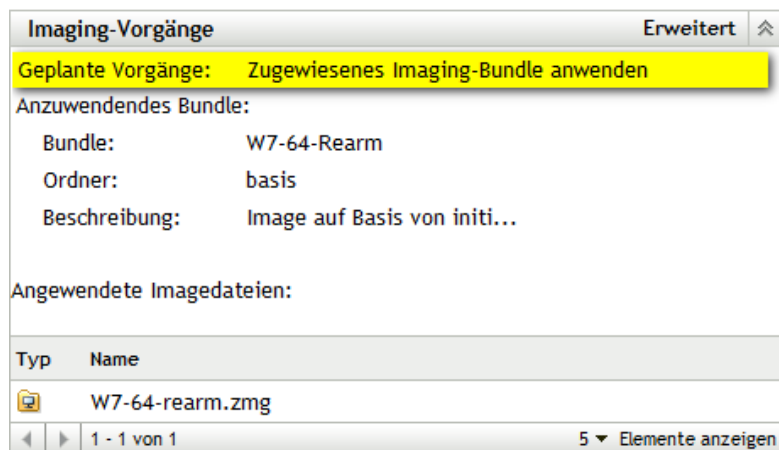 Imaging-Vorgänge Erweitert
Geplante Vorgänge: Zugewiesenes Imaging-Bundle anwenden
Anzuwendendes Bundle:
Bundle: W7-64-Rearm
Ordner: basis
Beschreibung: Image auf Basis von initi...
Angewendete Imagedateien:
Typ Name
W7-64-rearm.zmg
1 - 1 von 1 5 Elemente anzeigen